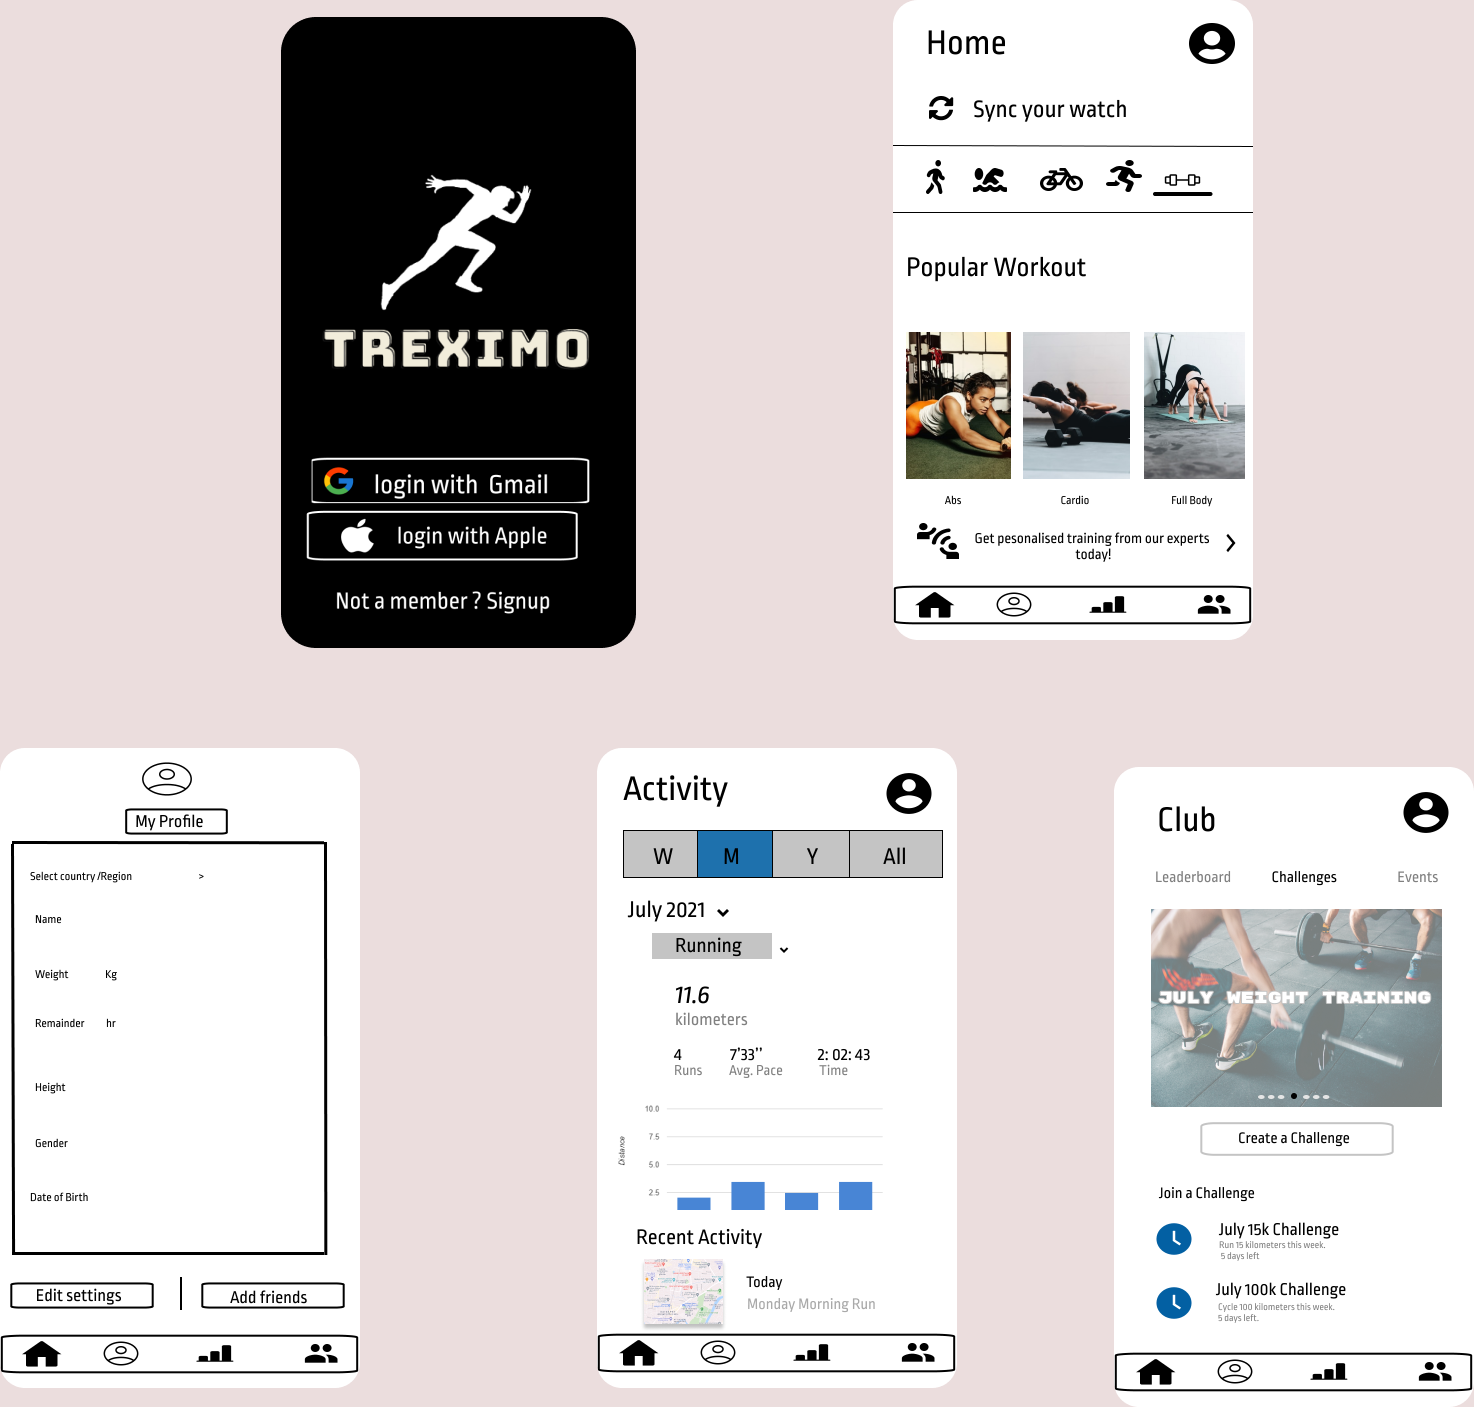 TREXIMO
login with Gmail
login with Apple
Not a member ? Signup
Home
Sync your watch
Popular Workout
Abs
Cardio
Full Body
Get pesonalised training from our experts
today!
My Profile
Select country /Region >
Name
Weight Kg
Remainder hr
Height
Gender
Date of Birth
Edit settings
Add friends
Activity
W M Y All
July 2021
Running
11.6
kilometers
4 7'33'' 2: 02: 43
Runs Avg. Pace Time
10.0
7.5
5.0
2.5
Distance
Recent Activity
Today
Monday Morning Run
Club
Leaderboard Challenges Events
JULY WEIGHT TRAINING
Create a Challenge
Join a Challenge
July 15k Challenge
Run 15 kilometers this week.
5 days left
July 100k Challenge
Cycle 100 kilometers this week.
5 days left.